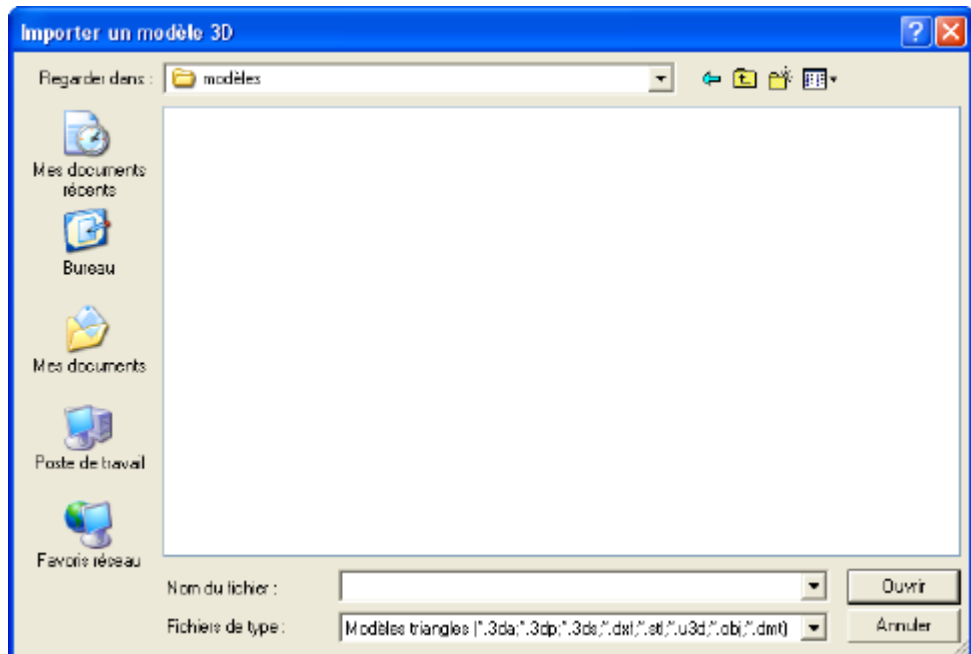 Importer un modèle 3D
Regarder dans :
modèles
Mes documents
récents
Bureau
Mes documents
Poste de travail
Favoris réseau
Nom du fichier :
Ouvrir
Fichiers de type :
Modèles triangles (*.3da;*.3dp;*.3ds;*.dxf;*.stl;*.u3d;*.obj;*.dmt)
Annuler